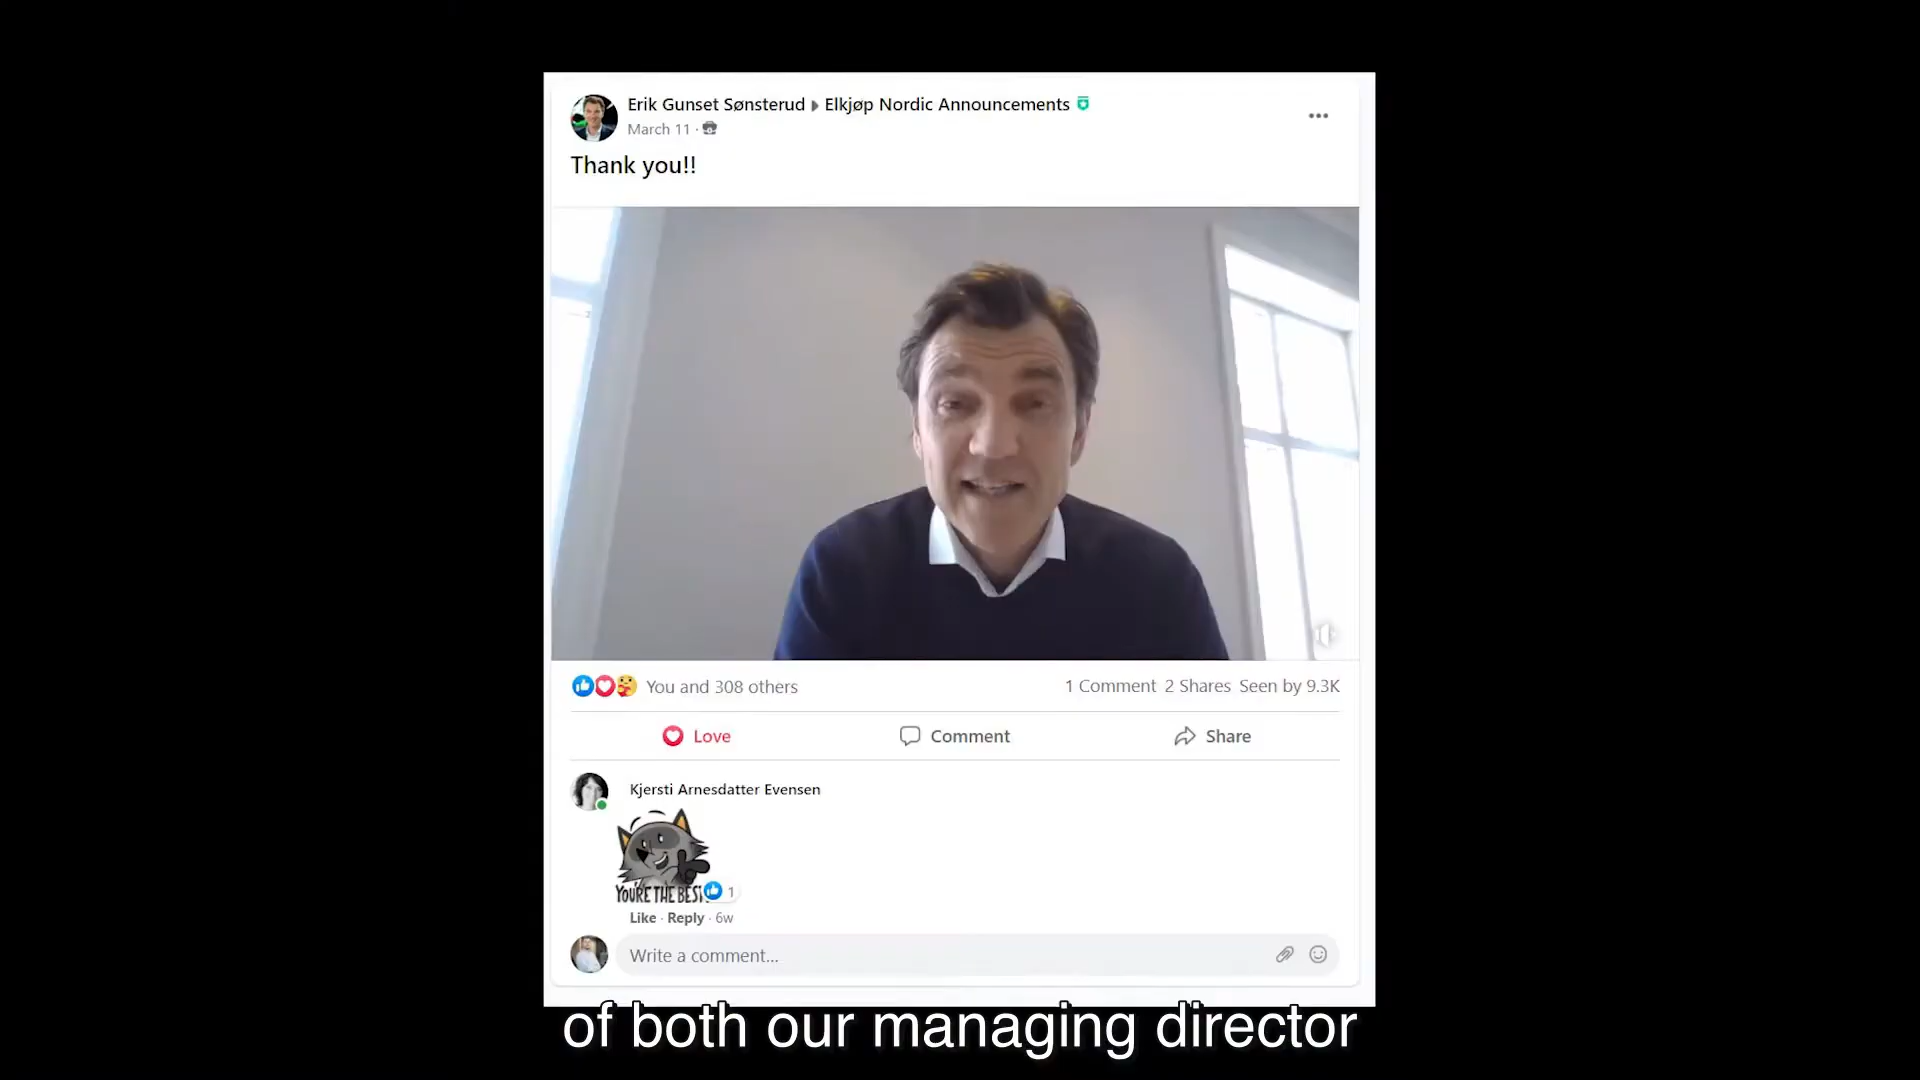 Erik Gunset Sønsterud ▸ Elkjøp Nordic Announcements
March 11 ·
Thank you!!
You and 308 others
1 Comment 2 Shares Seen by 9.3K
Love
Comment
Share
Kjersti Arnesdatter Evensen
YOU'RE THE BEST
1
Like · Reply · 6w
Write a comment...
of both our managing director